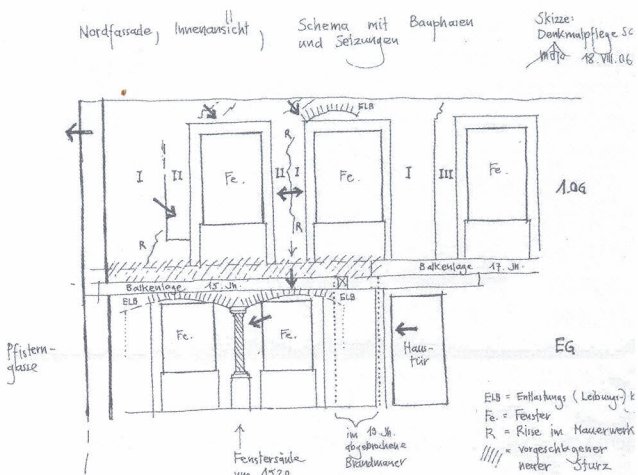 Nordfassade, Innenansicht,
Schema mit Bauphasen
und Setzungen
Skizze:
Denkmalpflege SC
18. VIII. 06
ELB
R
I
II
Fe.
II
I
Fe.
I
III
Fe.
1.OG
R
R
Balkenlage 17. Jh.
Balkenlage 15. Jh.
ELB
ELB
Fe.
Fe.
Haus-
tür
EG
Pfistern-
gasse
Fenstersäule
um 1520
im 19. Jh.
abgebrochene
Brandmauer
ELB = Entlastungs (Leibungs-)
Fe. = Fenster
R = Risse im Mauerwerk
= vorgeschlagener
neuer Sturz